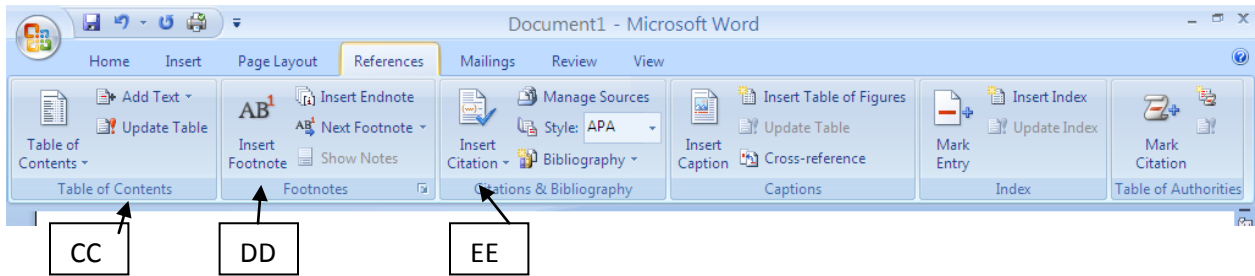 Document1 - Microsoft Word
Home Insert Page Layout References Mailings Review View
Table of Contents
Add Text
Update Table
Table of Contents
AB1
Insert Footnote
Insert Endnote
AB1 Next Footnote
Show Notes
Footnotes
Insert Citation
Manage Sources
Style: APA
Bibliography
Citations & Bibliography
Insert Caption
Insert Table of Figures
Update Table
Cross-reference
Captions
Mark Entry
Insert Index
Update Index
Index
Mark Citation
Table of Authorities
CC
DD
EE